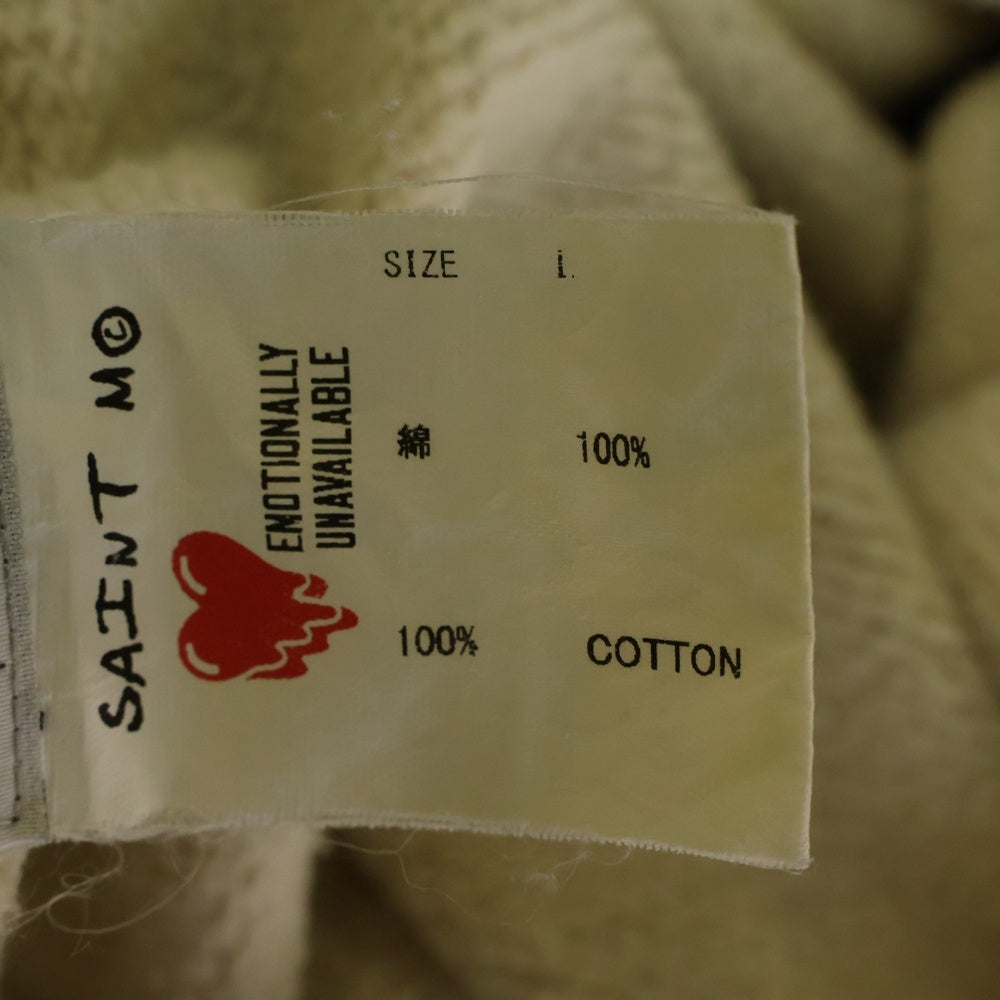 SAINT M©
EMOTIONALLY
UNAVAILABLE
SIZE L
綿 100%
100% COTTON